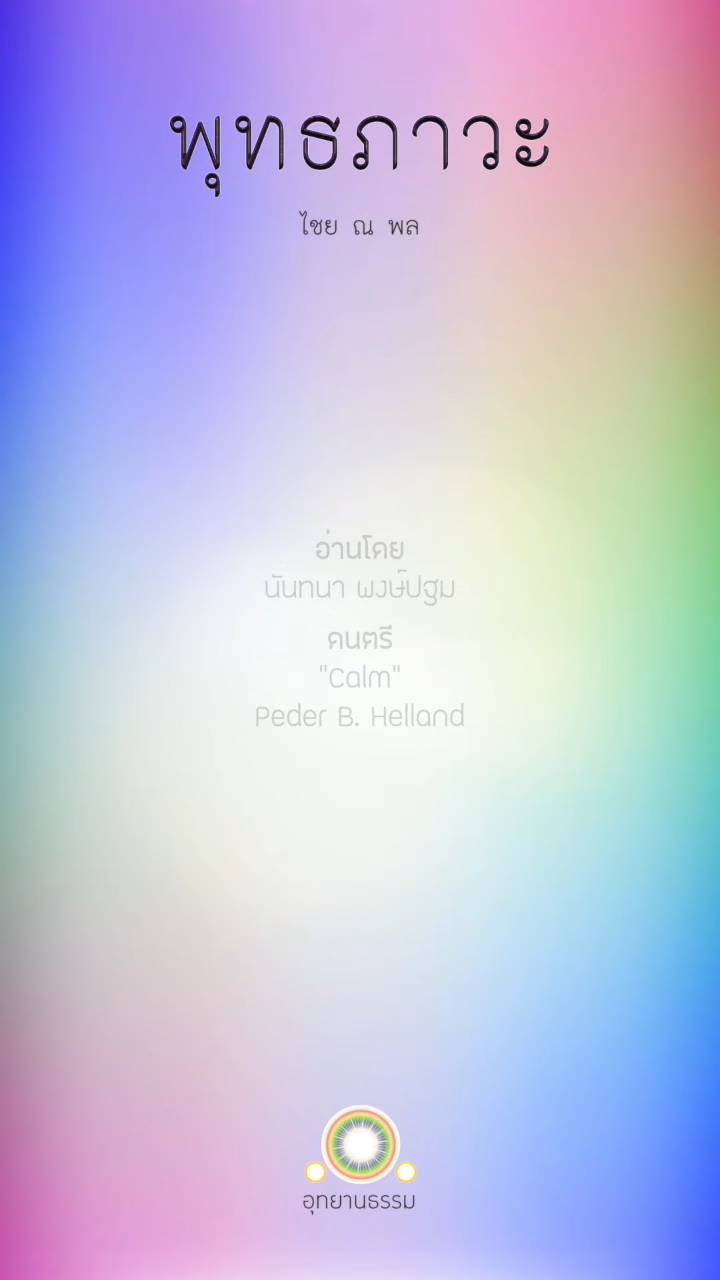 พุทธภาวะ
ไชย ณ พล
อ่านโดย
นันทนา พงษ์ปฐม
ดนตรี
"Calm"
Peder B. Helland
อุทยานธรรม